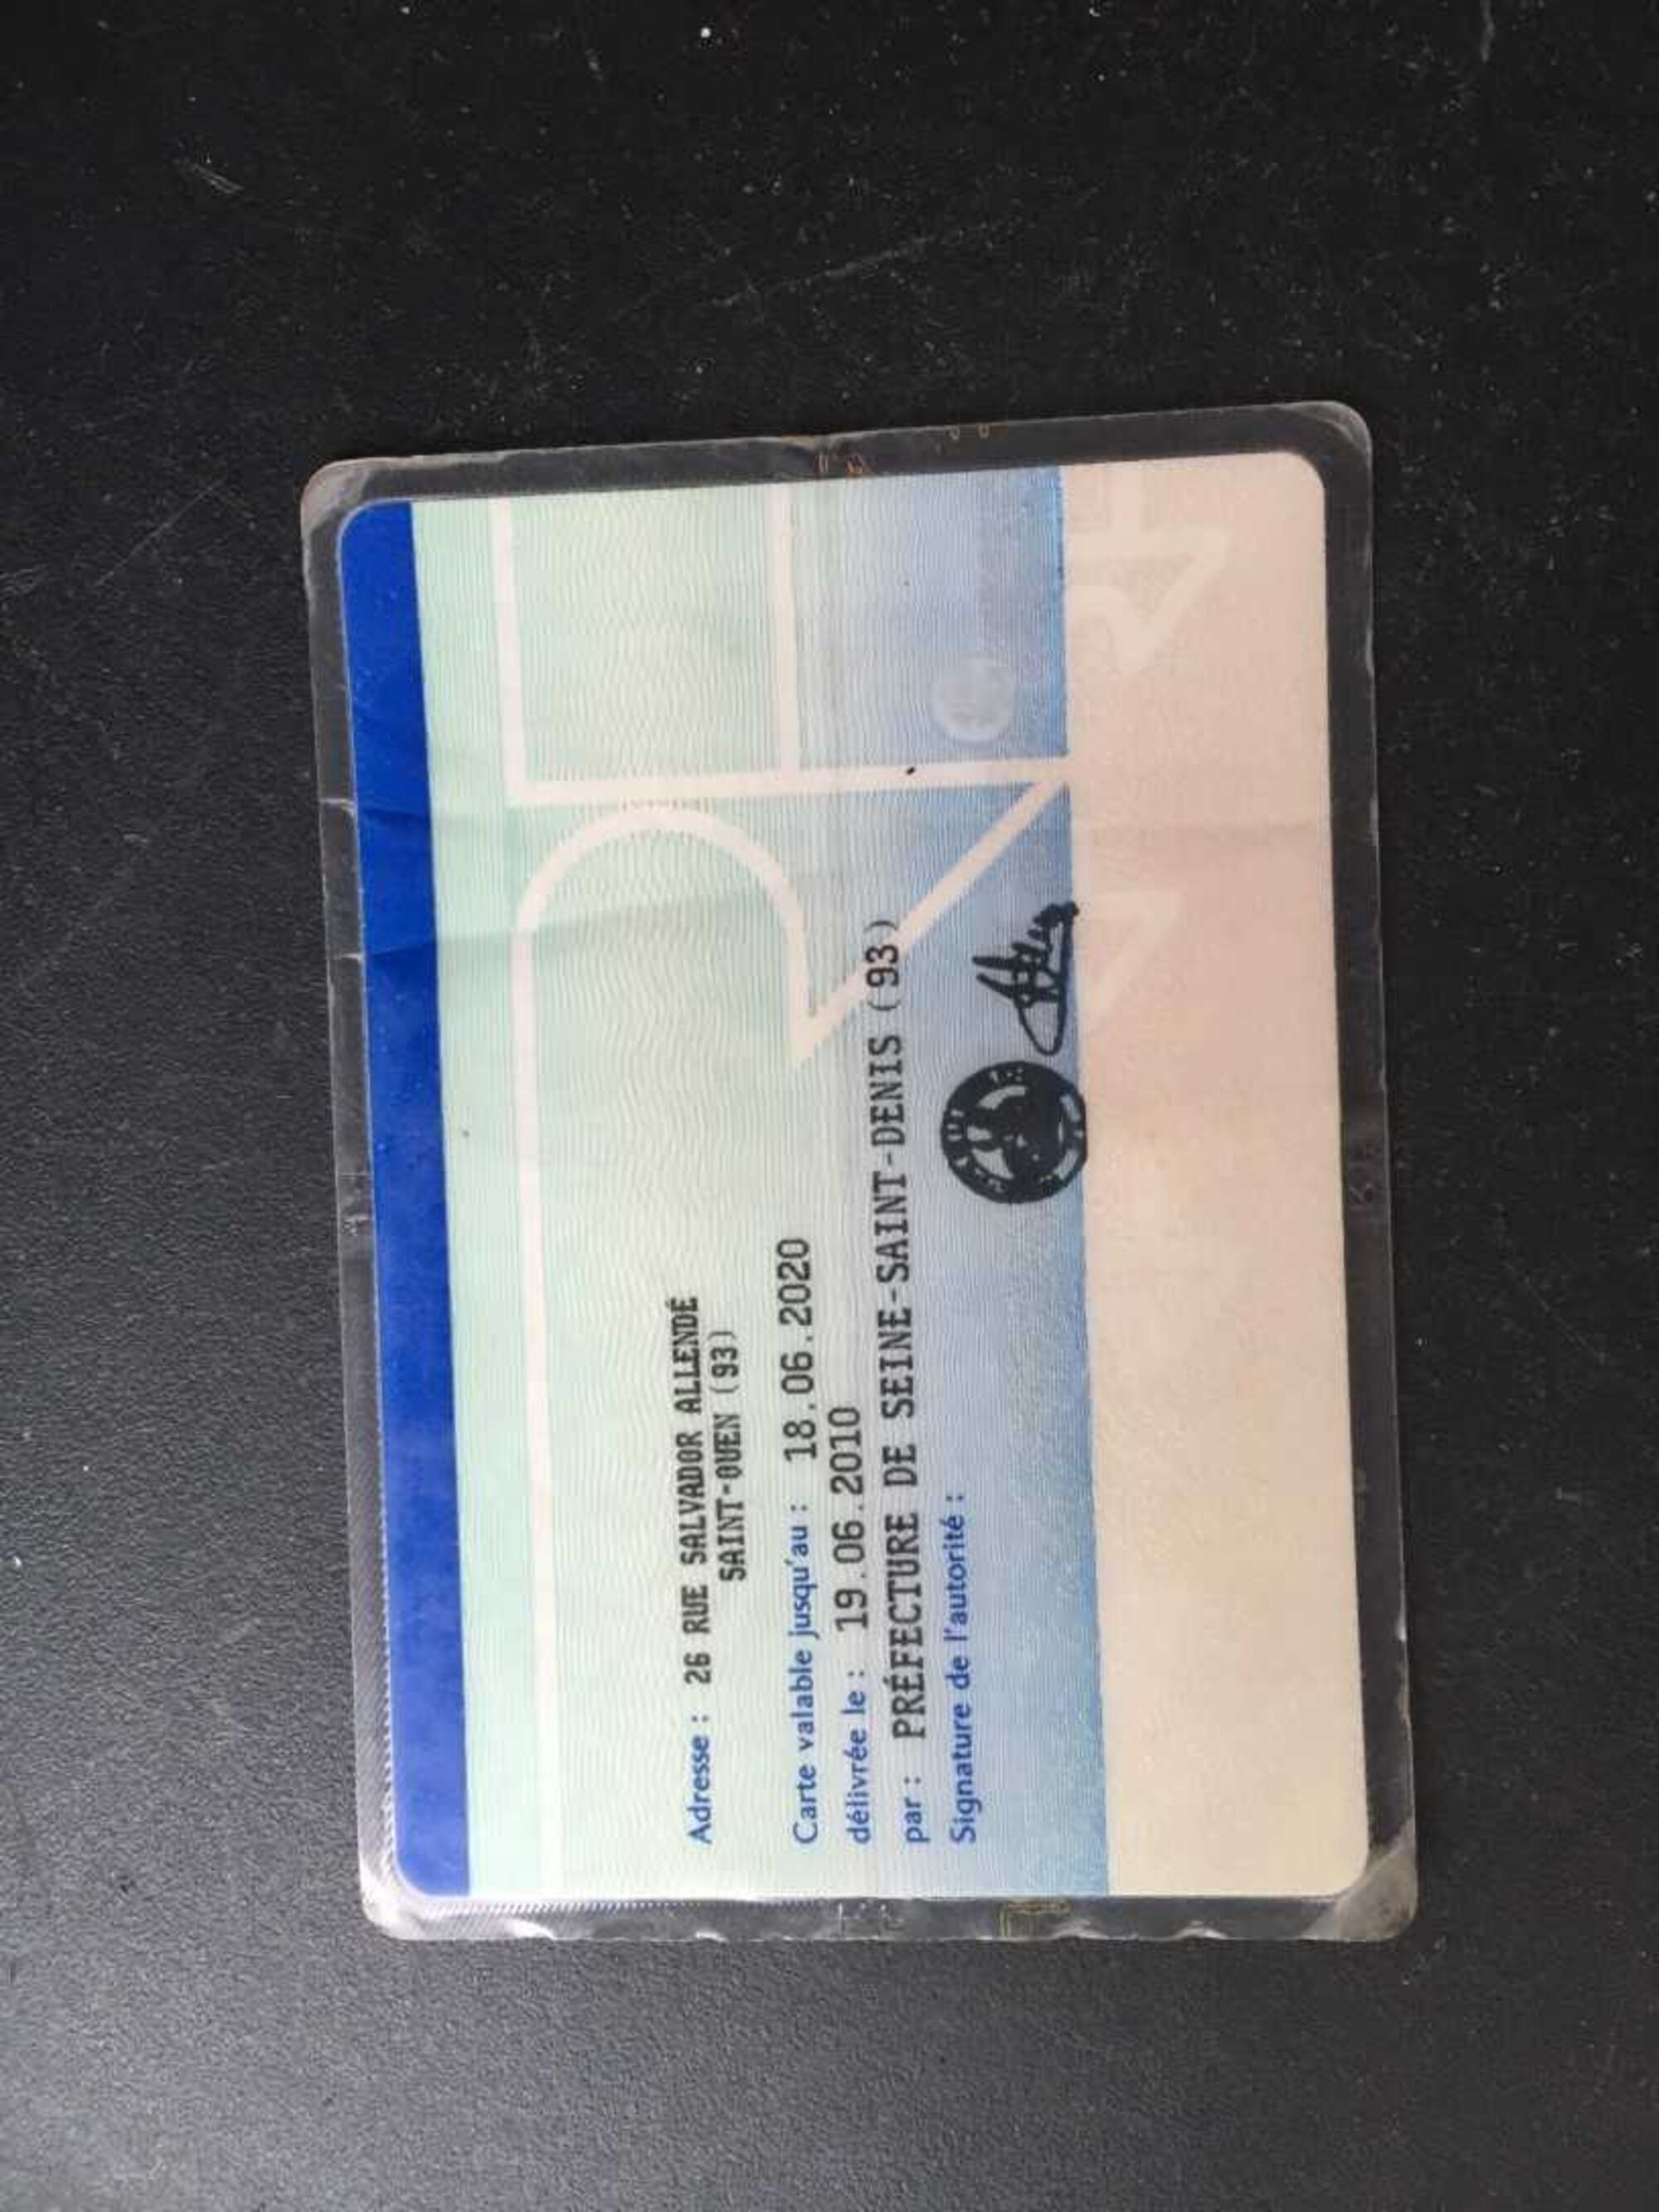 Adresse : 26 RUE SALVADOR ALLENDÉ
SAINT-OUEN (93)
Carte valable jusqu'au : 18.06.2020
délivrée le : 19.06.2010
par : PRÉFECTURE DE SEINE-SAINT-DENIS (93)
Signature de l'autorité :